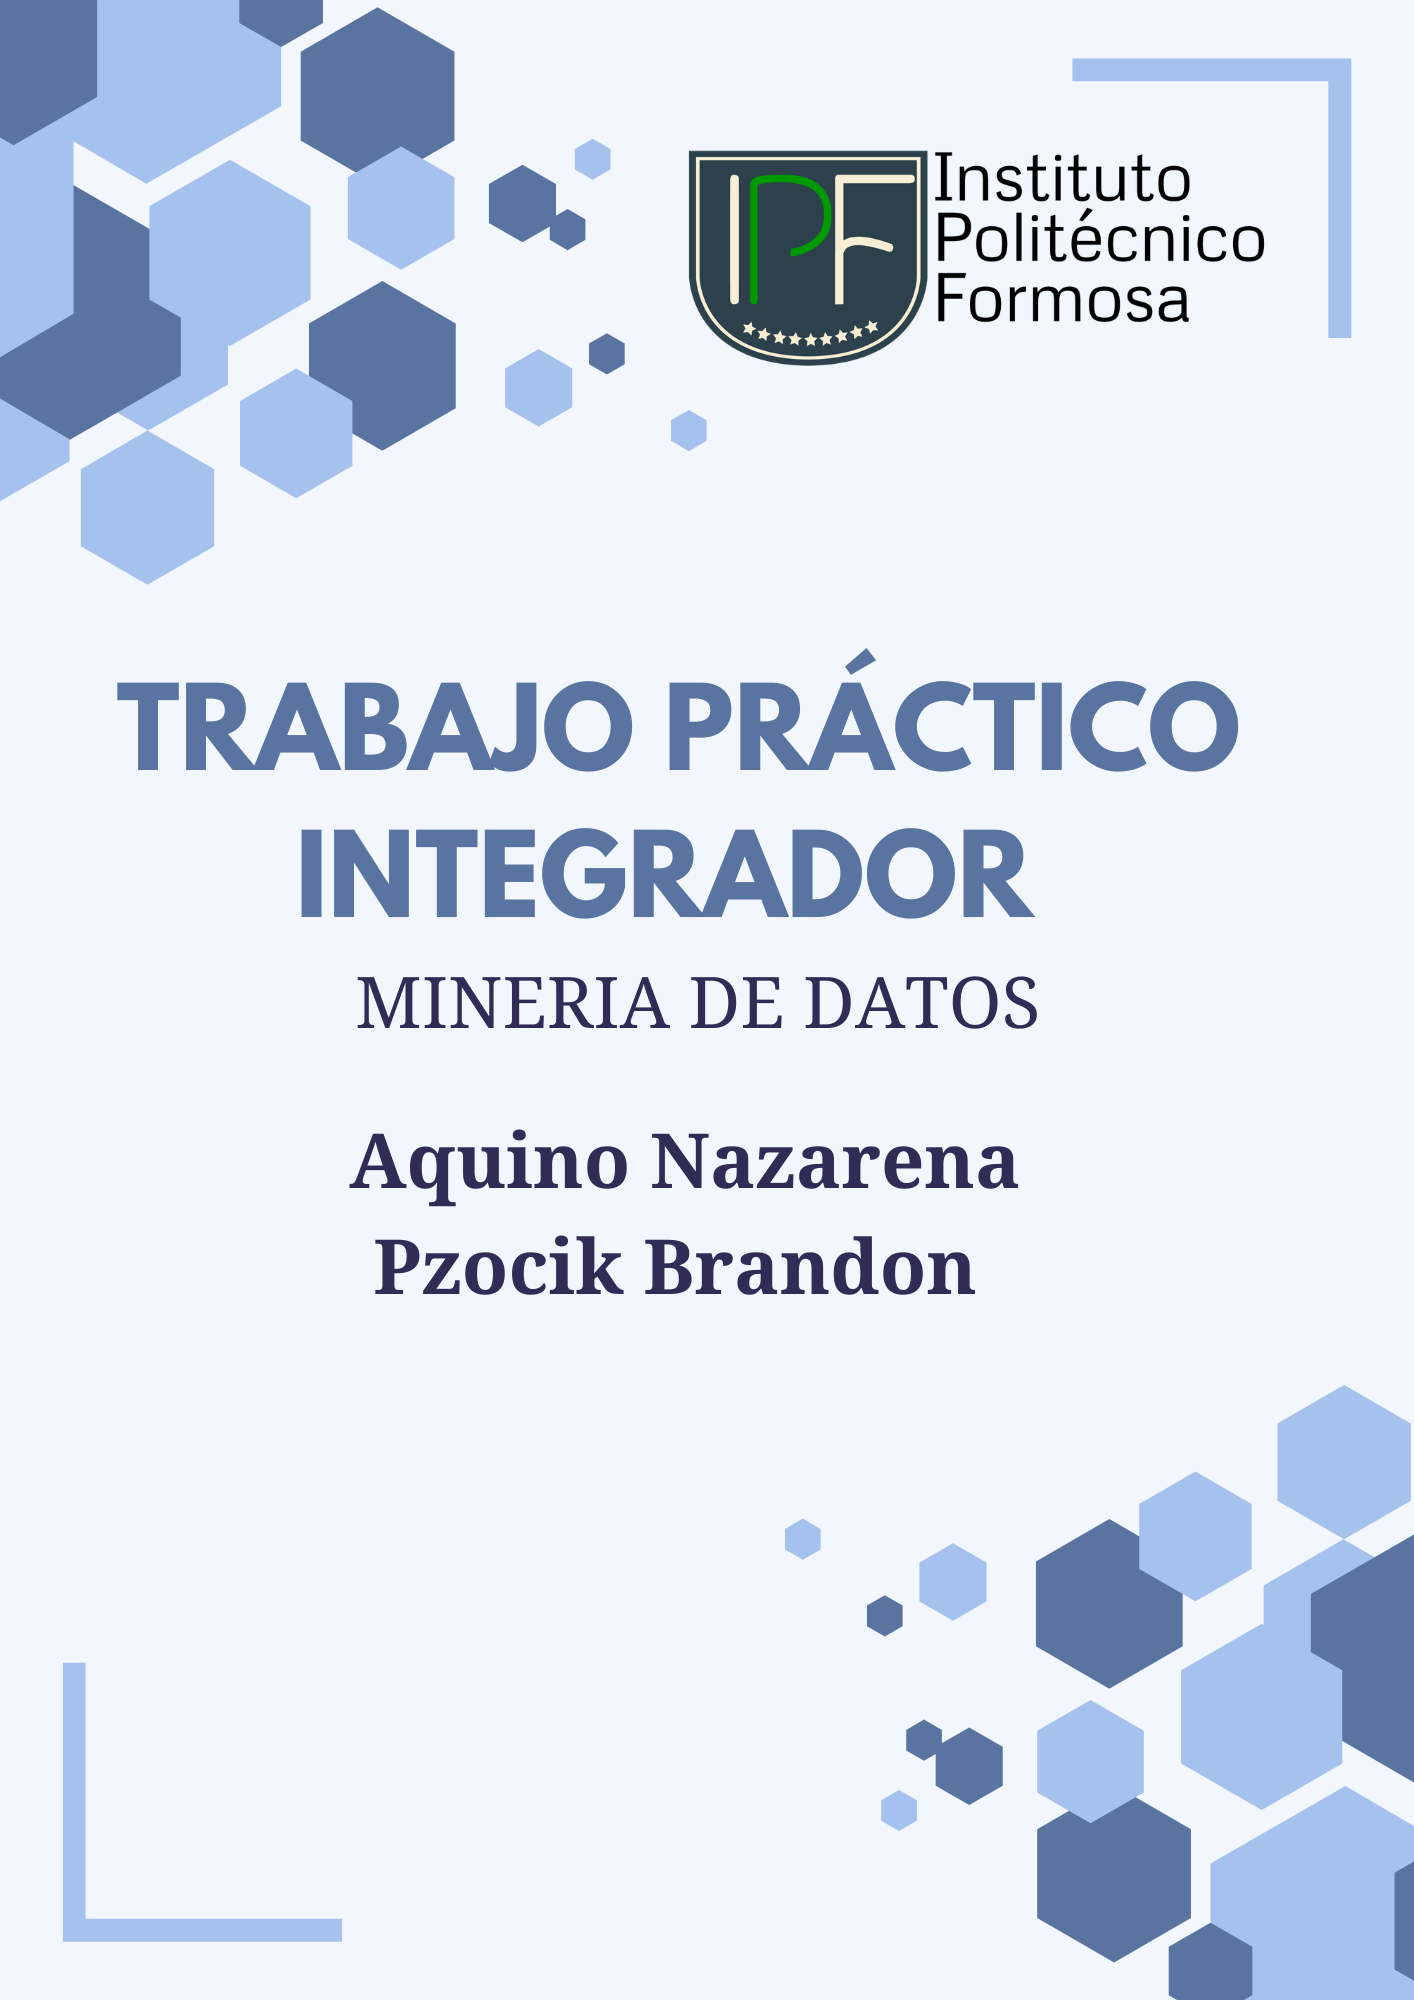 IPF
Instituto
Politécnico
Formosa
TRABAJO PRÁCTICO
INTEGRADOR
MINERIA DE DATOS
Aquino Nazarena
Pzocik Brandon